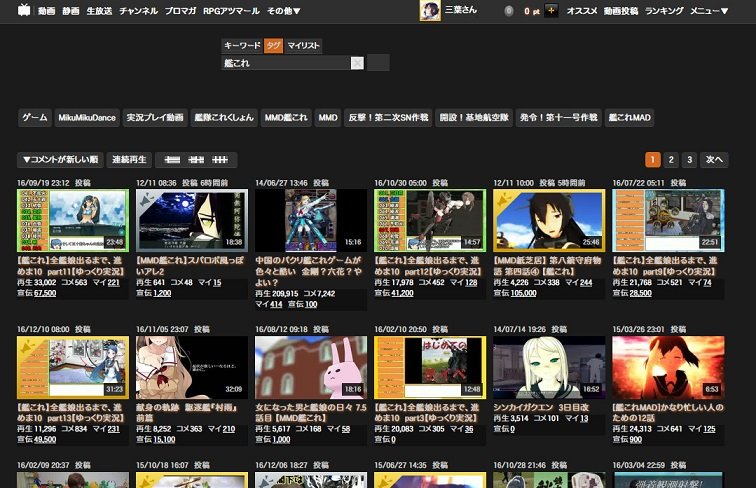 動画 静画 生放送 チャンネル ブロマガ RPGアツマール その他▼ 三葉さん 0 0 pt + オススメ 動画投稿 ランキング メニュー▼
キーワード タグ マイリスト
艦これ
ゲーム MikuMikuDance 実況プレイ動画 艦隊これくしょん MMD艦これ MMD 反撃！第二次SN作戦 開設！基地航空隊 発令！第十一号作戦 艦これMAD
▼コメントが新しい順 連続再生 1 2 3 次へ
16/09/19 23:12 投稿
23:48
【艦これ】全艦娘出るまで、進
めま10 part11【ゆっくり実況】
再生 33,002 コメ 563 マイ 221
宣伝 67,500
12/11 08:36 投稿 6時間前
18:38
【MMD艦これ】スパロボ風っぽ
いアレ2
再生 641 コメ 48 マイ 15
宣伝 1,200
14/06/27 13:46 投稿
15:16
中国のパクリ艦これゲームが
色々と酷い 金剛？六花？や
よい？
再生 209,915 コメ 7,242
マイ 414 宣伝 100
16/10/30 05:00 投稿
14:57
【艦これ】全艦娘出るまで、進
めま10 part12【ゆっくり実況】
再生 17,978 コメ 452 マイ 128
宣伝 41,200
12/11 10:00 投稿 5時間前
25:46
【MMD紙芝居】第八鎮守府物
語 第四話④【艦これ】
再生 4,226 コメ 338 マイ 244
宣伝 105,000
16/07/22 05:11 投稿
22:51
【艦これ】全艦娘出るまで、進
めま10 part9【ゆっくり実況】
再生 21,768 コメ 521 マイ 74
宣伝 28,500
16/12/10 08:00 投稿
31:23
【艦これ】全艦娘出るまで、進
めま10 part13【ゆっくり実況】
再生 11,296 コメ 834 マイ 231
宣伝 49,500
16/11/05 23:07 投稿
32:09
献身の軌跡 駆逐艦『村雨』
前篇
再生 8,252 コメ 363 マイ 210
宣伝 15,100
16/08/12 09:18 投稿
18:16
女になった男と艦娘の日々 7.5
話目 【MMD艦これ】
再生 5,617 コメ 168 マイ 58
宣伝 1,000
16/02/10 20:50 投稿
はじめての
12:48
【艦これ】全艦娘出るまで、進
めま10 part3【ゆっくり実況】
再生 20,083 コメ 305 マイ 36
宣伝 0
14/07/14 19:26 投稿
16:52
シンカイガクエン 3日目改
再生 3,514 コメ 101 マイ 13
宣伝 0
15/03/26 23:01 投稿
6:53
[艦これMAD]かなり忙しい人の
ための12話
再生 24,313 コメ 641 マイ 125
宣伝 900
16/02/09 20:37 投稿
15/10/18 16:07 投稿
16/12/06 18:27 投稿
15/06/27 14:35 投稿
16/10/28 21:46 投稿
16/03/04 22:59 投稿